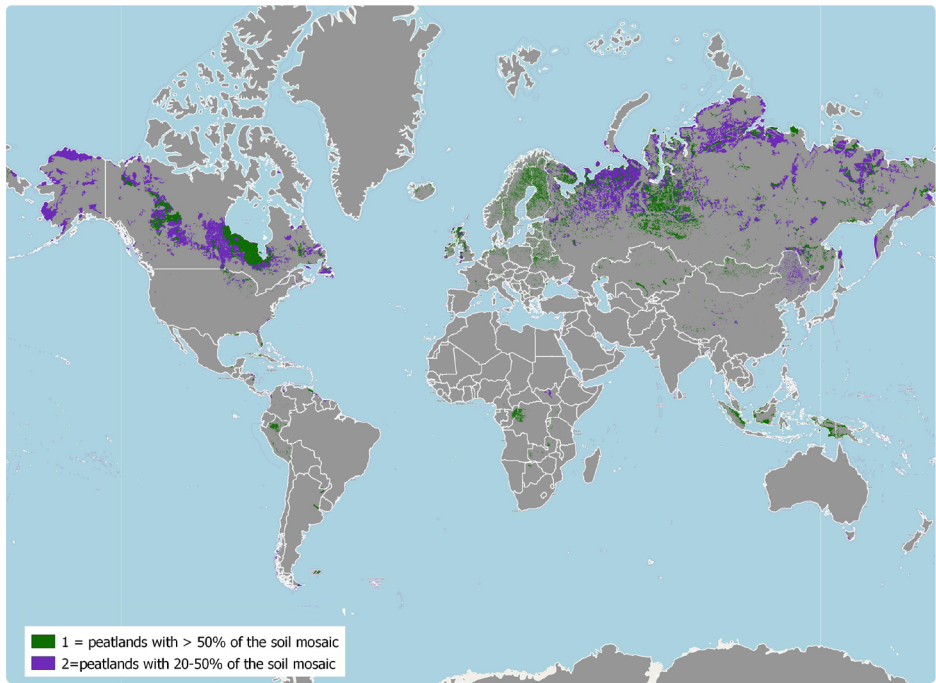 1 = peatlands with > 50% of the soil mosaic
2=peatlands with 20-50% of the soil mosaic